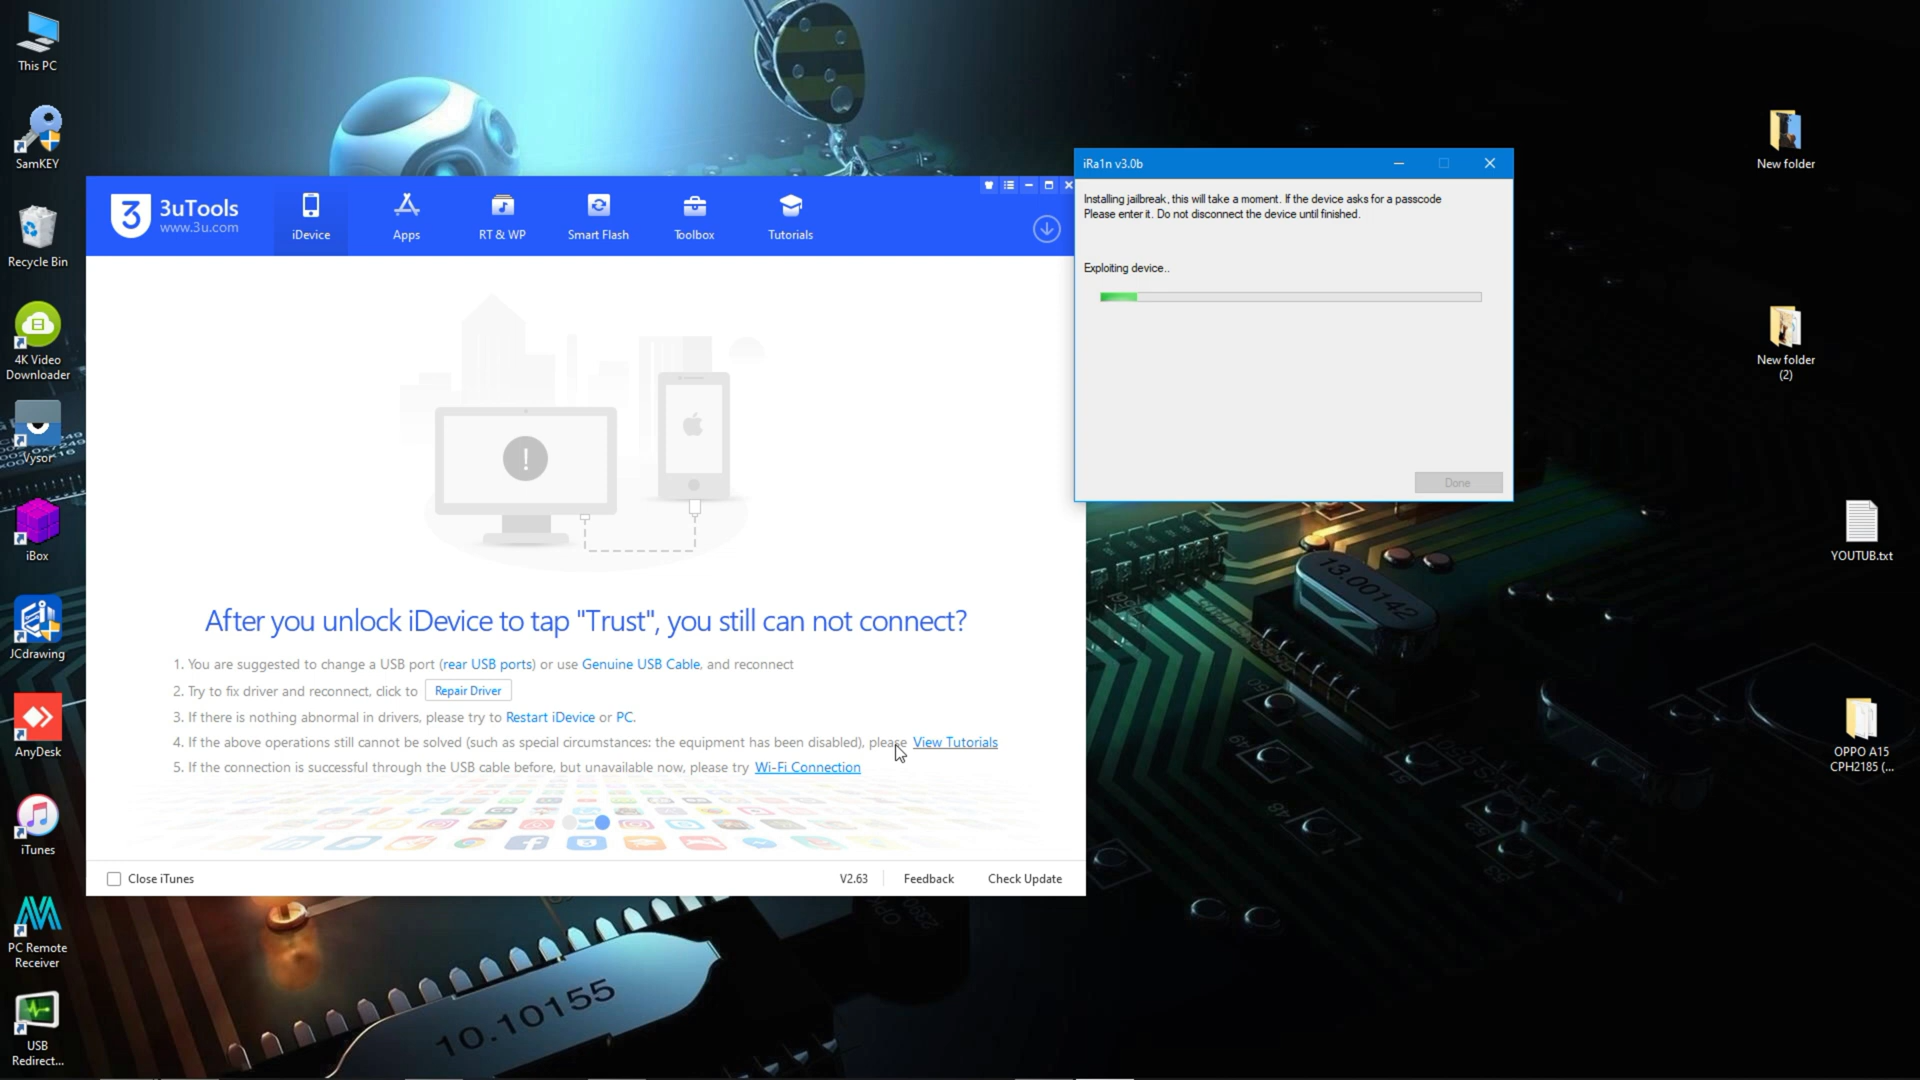 This PC
SamKEY
Recycle Bin
4K Video
Downloader
Vysor
iBox
JCdrawing
AnyDesk
iTunes
PC Remote
Receiver
USB
Redirect...
3uTools
www.3u.com
iDevice
Apps
RT & WP
Smart Flash
Toolbox
Tutorials
After you unlock iDevice to tap "Trust", you still can not connect?
1. You are suggested to change a USB port (rear USB ports) or use Genuine USB Cable, and reconnect
2. Try to fix driver and reconnect, click to Repair Driver
3. If there is nothing abnormal in drivers, please try to Restart iDevice or PC.
4. If the above operations still cannot be solved (such as special circumstances: the equipment has been disabled), please View Tutorials
5. If the connection is successful through the USB cable before, but unavailable now, please try Wi-Fi Connection
Close iTunes
V2.63
Feedback
Check Update
iRa1n v3.0b
Installing jailbreak, this will take a moment. If the device asks for a passcode
Please enter it. Do not disconnect the device until finished.
Exploiting device..
Done
New folder
New folder
(2)
YOUTUB.txt
OPPO A15
CPH2185 (...
13.00142
10.10155